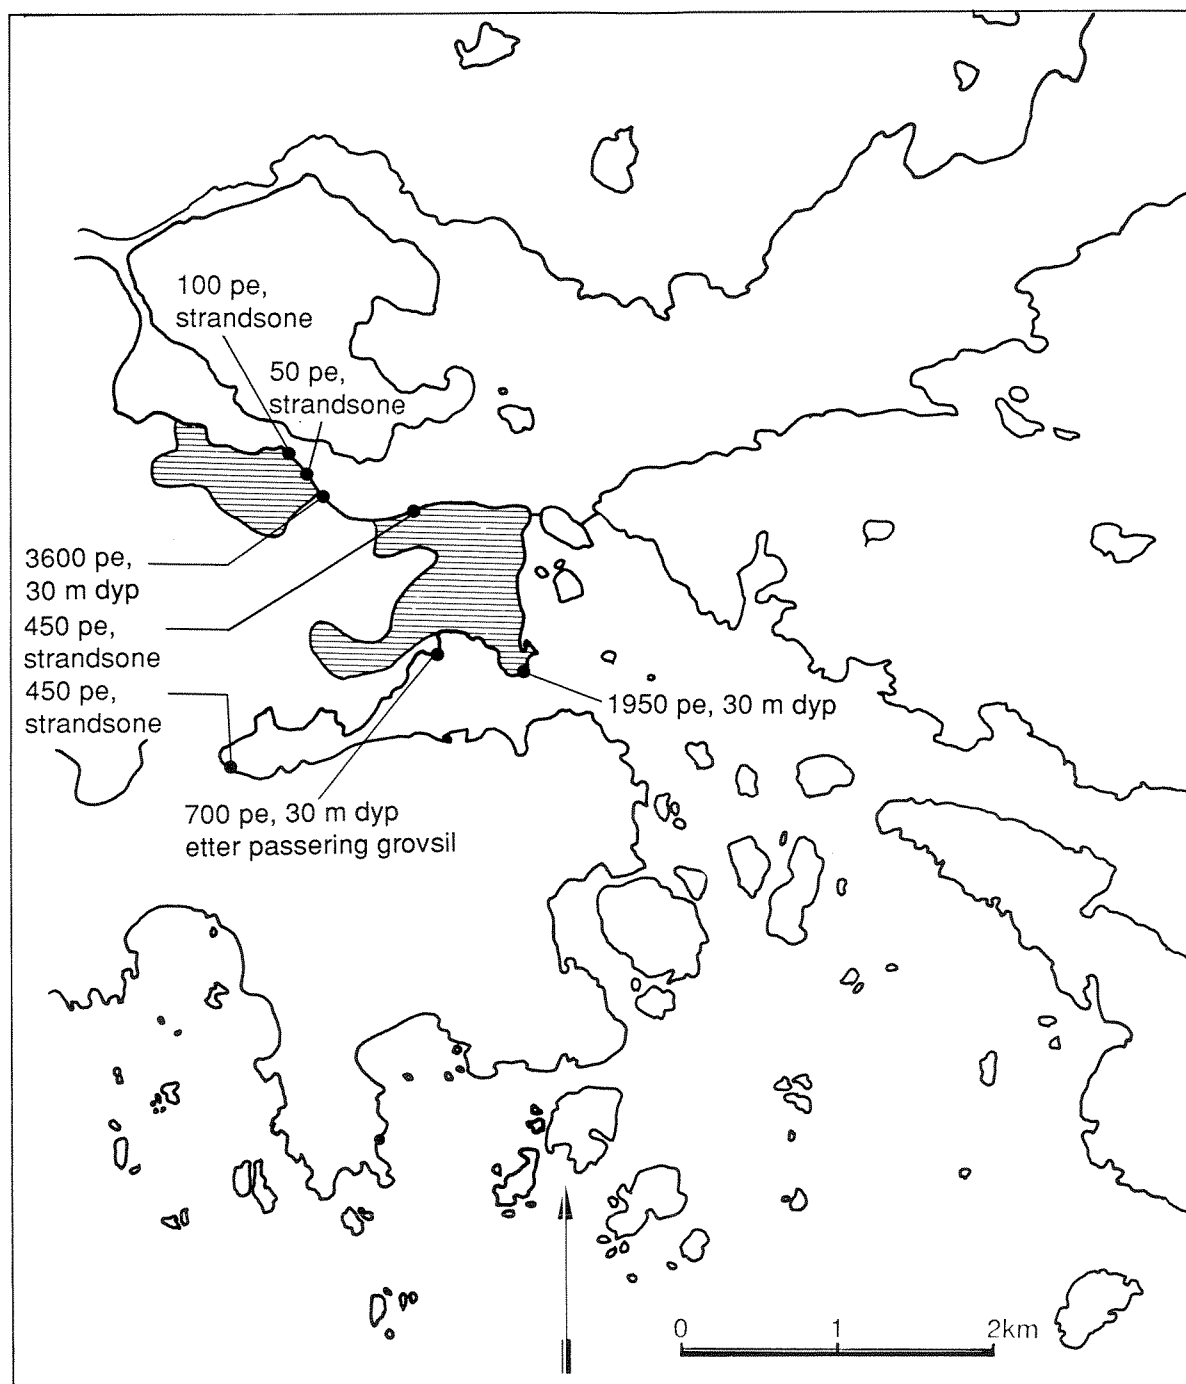 100 pe,
strandsone
50 pe,
strandsone
3600 pe,
30 m dyp
450 pe,
strandsone
450 pe,
strandsone
1950 pe, 30 m dyp
700 pe, 30 m dyp
etter passering grovsil
0 1 2km